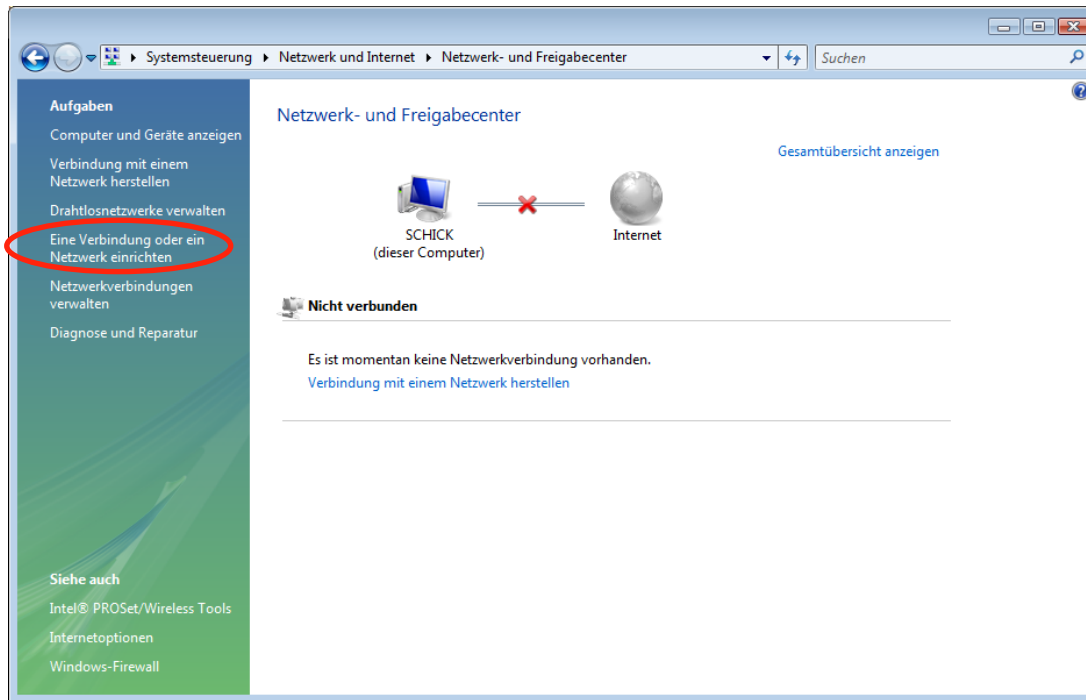 Systemsteuerung
Netzwerk und Internet
Netzwerk- und Freigabecenter
Suchen
Aufgaben
Computer und Geräte anzeigen
Verbindung mit einem
Netzwerk herstellen
Drahtlosnetzwerke verwalten
Eine Verbindung oder ein
Netzwerk einrichten
Netzwerkverbindungen
verwalten
Diagnose und Reparatur
Siehe auch
Intel® PROSet/Wireless Tools
Internetoptionen
Windows-Firewall
Netzwerk- und Freigabecenter
Gesamtübersicht anzeigen
SCHICK
(dieser Computer)
Internet
Nicht verbunden
Es ist momentan keine Netzwerkverbindung vorhanden.
Verbindung mit einem Netzwerk herstellen